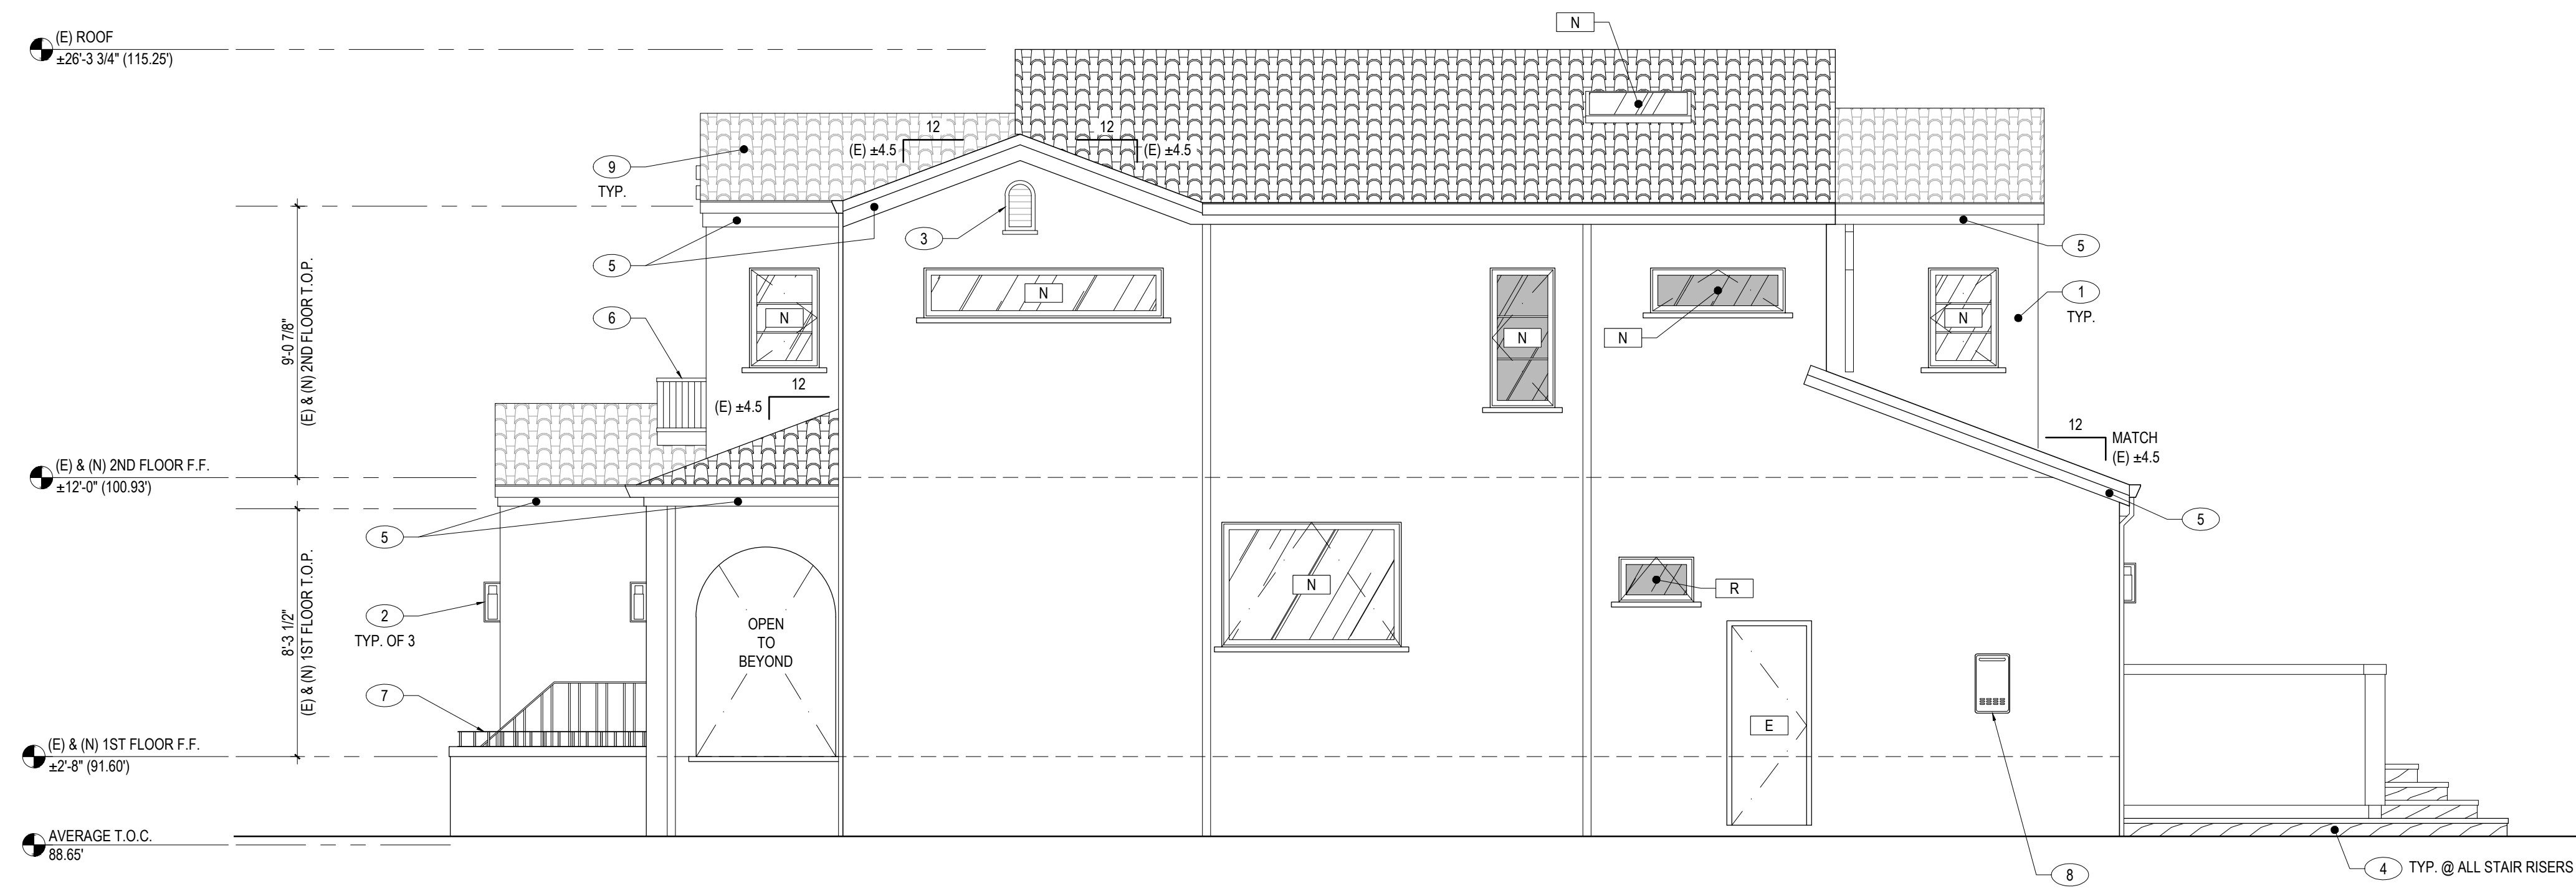 (E) ROOF
±26'-3 3/4" (115.25')
N
12
(E) ±4.5
12
(E) ±4.5
9
TYP.
3
5
5
6
N
N
N
N
N
1
TYP.
9'-0 7/8"
(E) & (N) 2ND FLOOR T.O.P.
12
(E) ±4.5
12
MATCH
(E) ±4.5
(E) & (N) 2ND FLOOR F.F.
±12'-0" (100.93')
5
5
8'-3 1/2"
(E) & (N) 1ST FLOOR T.O.P.
2
TYP. OF 3
OPEN
TO
BEYOND
N
R
7
E
(E) & (N) 1ST FLOOR F.F.
±2'-8" (91.60')
AVERAGE T.O.C.
88.65'
8
4 TYP. @ ALL STAIR RISERS